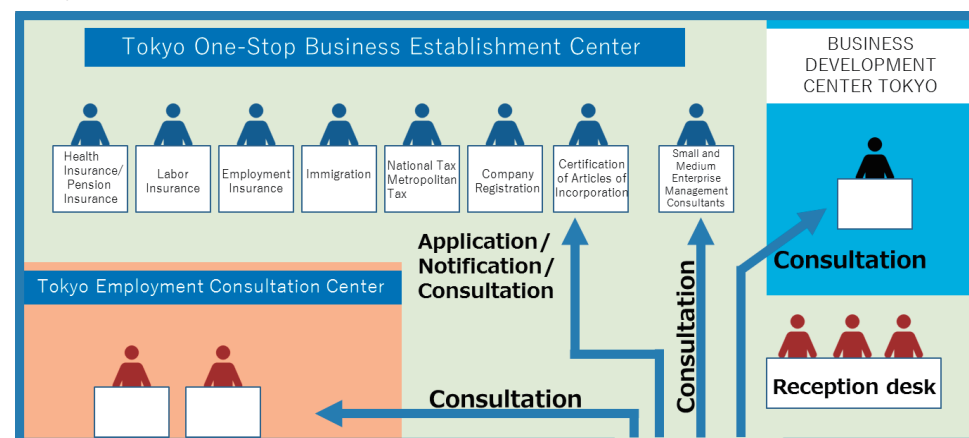 Tokyo One-Stop Business Establishment Center
BUSINESS
DEVELOPMENT
CENTER TOKYO
Health
Insurance/
Pension
Insurance
Labor
Insurance
Employment
Insurance
Immigration
National Tax
Metropolitan
Tax
Company
Registration
Certification
of Articles of
Incorporation
Small and
Medium
Enterprise
Management
Consultants
Application/
Notification/
Consultation
Consultation
Consultation
Tokyo Employment Consultation Center
Consultation
Reception desk